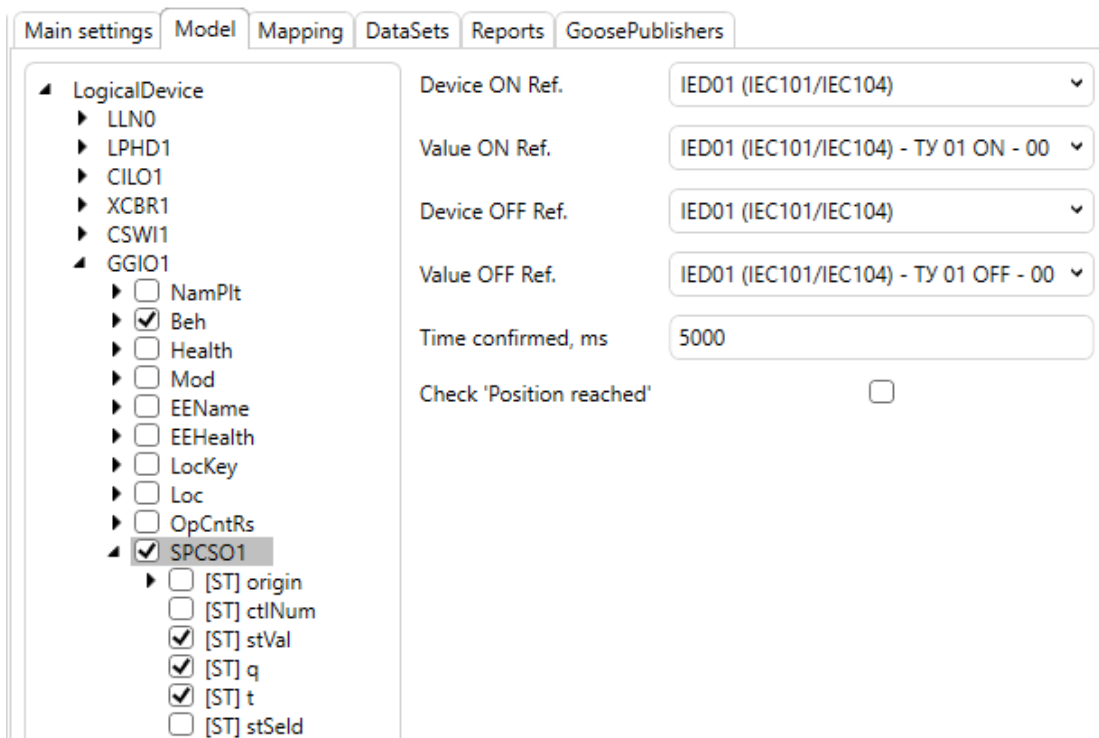 Main settings Model Mapping DataSets Reports GoosePublishers
LogicalDevice
LLN0
LPHD1
CILO1
XCBR1
CSWI1
GGIO1
NamPlt
Beh
Health
Mod
EEName
EEHealth
LocKey
Loc
OpCntRs
SPCSO1
[ST] origin
[ST] ctlNum
[ST] stVal
[ST] q
[ST] t
[ST] stSeld
Device ON Ref. IED01 (IEC101/IEC104)
Value ON Ref. IED01 (IEC101/IEC104) - ТУ 01 ON - 00
Device OFF Ref. IED01 (IEC101/IEC104)
Value OFF Ref. IED01 (IEC101/IEC104) - ТУ 01 OFF - 00
Time confirmed, ms 5000
Check 'Position reached'